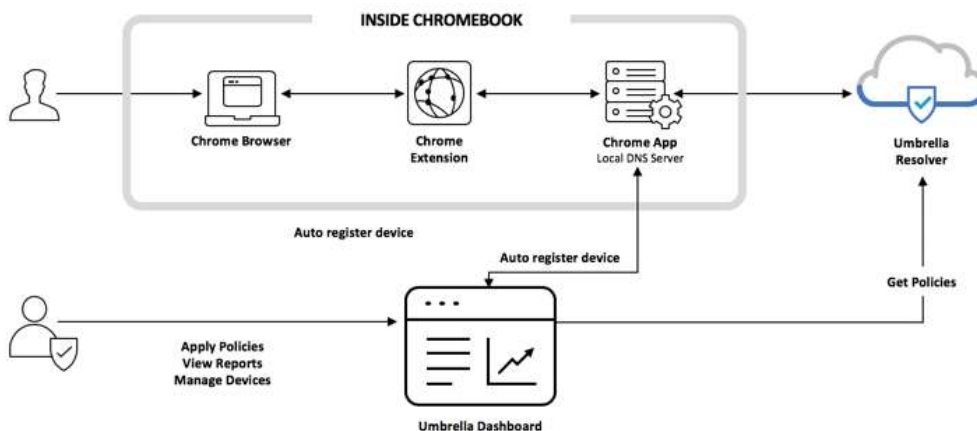 INSIDE CHROMEBOOK
Chrome Browser
Chrome
Extension
Chrome App
Local DNS Server
Umbrella
Resolver
Auto register device
Auto register device
Get Policies
Apply Policies
View Reports
Manage Devices
Umbrella Dashboard